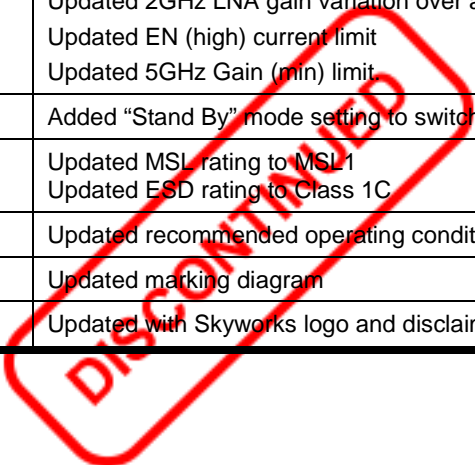 Updated 2GHz LNA gain variation over a
Updated EN (high) current limit
Updated 5GHz Gain (min) limit.
Added “Stand By” mode setting to switch
Updated MSL rating to MSL1
Updated ESD rating to Class 1C
Updated recommended operating condit
Updated marking diagram
Updated with Skyworks logo and disclair
DISCONTINUED